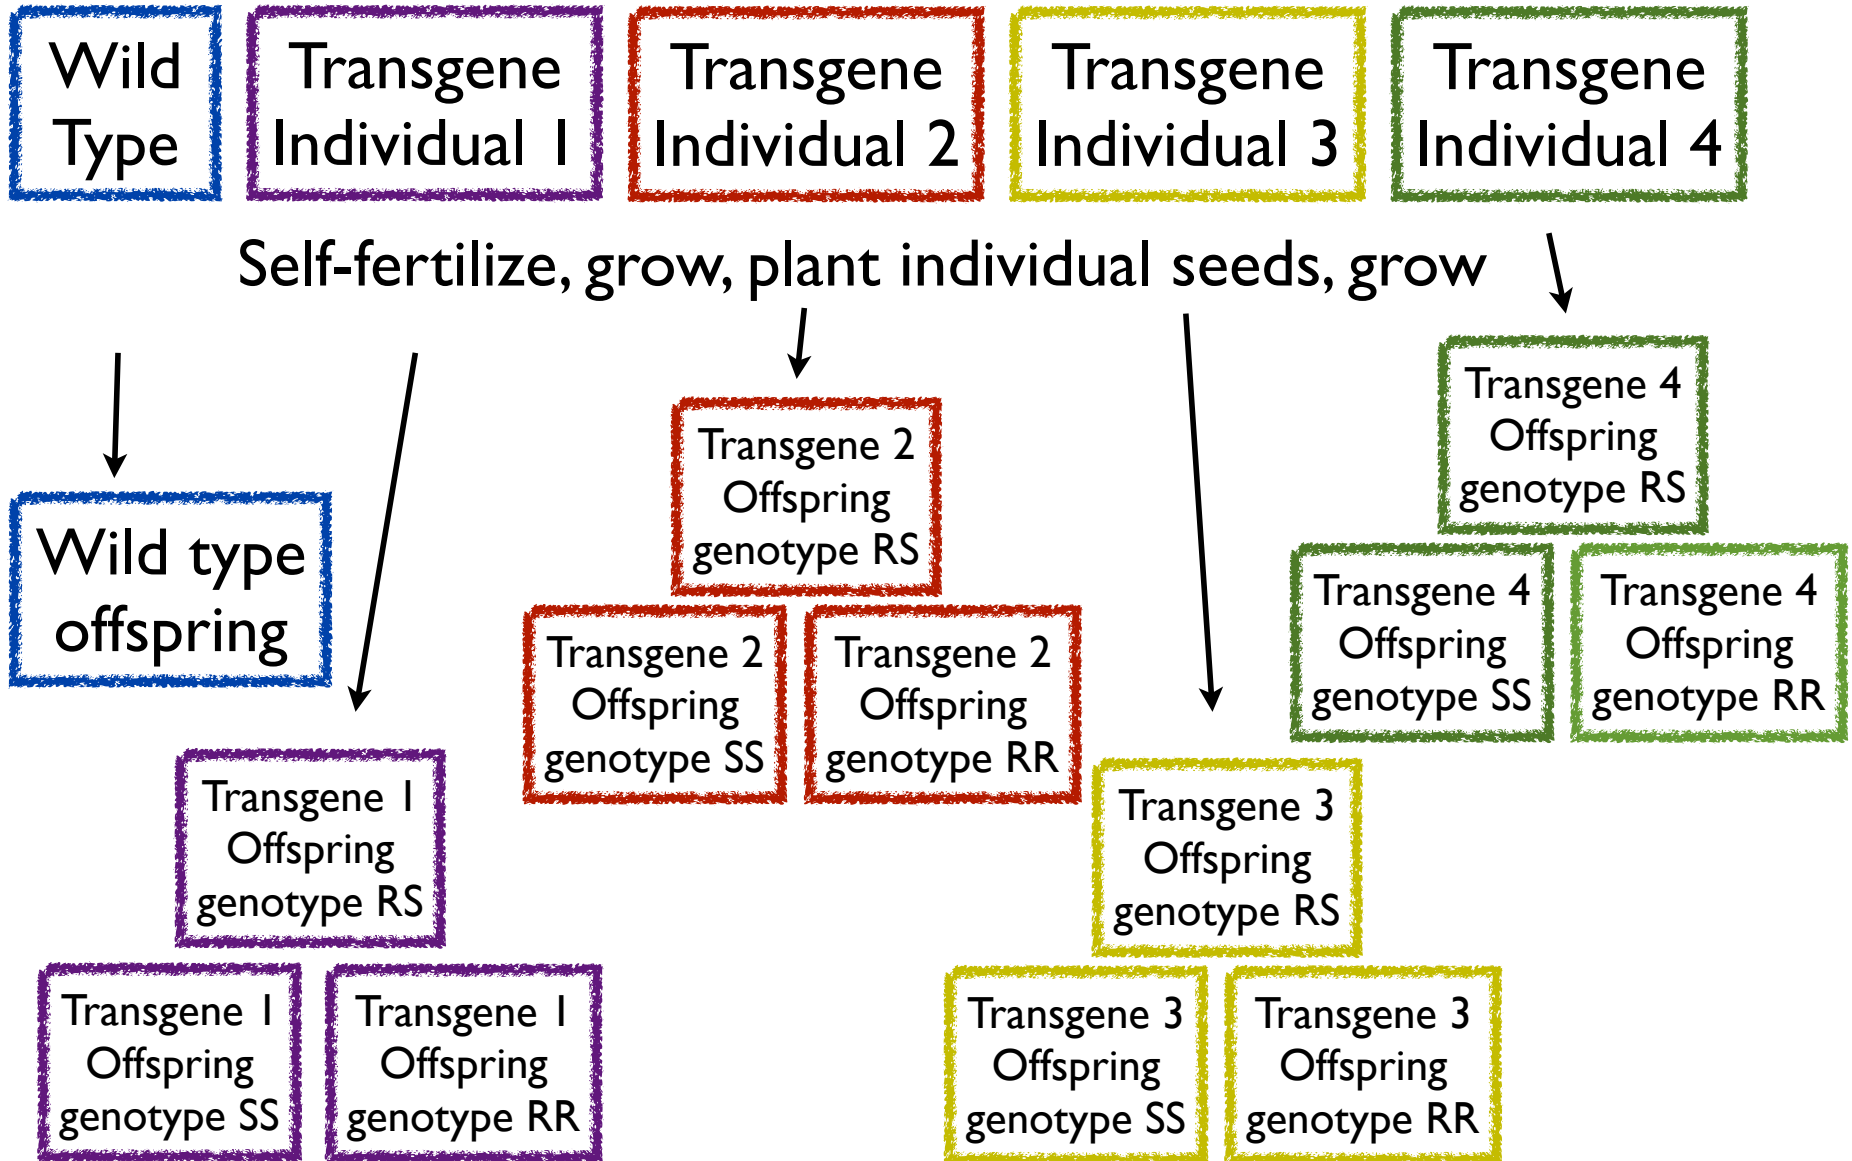 Wild
Type
Transgene
Individual 1
Transgene
Individual 2
Transgene
Individual 3
Transgene
Individual 4
Self-fertilize, grow, plant individual seeds, grow
Wild type
offspring
Transgene 1
Offspring
genotype RS
Transgene 1
Offspring
genotype SS
Transgene 1
Offspring
genotype RR
Transgene 2
Offspring
genotype RS
Transgene 2
Offspring
genotype SS
Transgene 2
Offspring
genotype RR
Transgene 3
Offspring
genotype RS
Transgene 3
Offspring
genotype SS
Transgene 3
Offspring
genotype RR
Transgene 4
Offspring
genotype RS
Transgene 4
Offspring
genotype SS
Transgene 4
Offspring
genotype RR